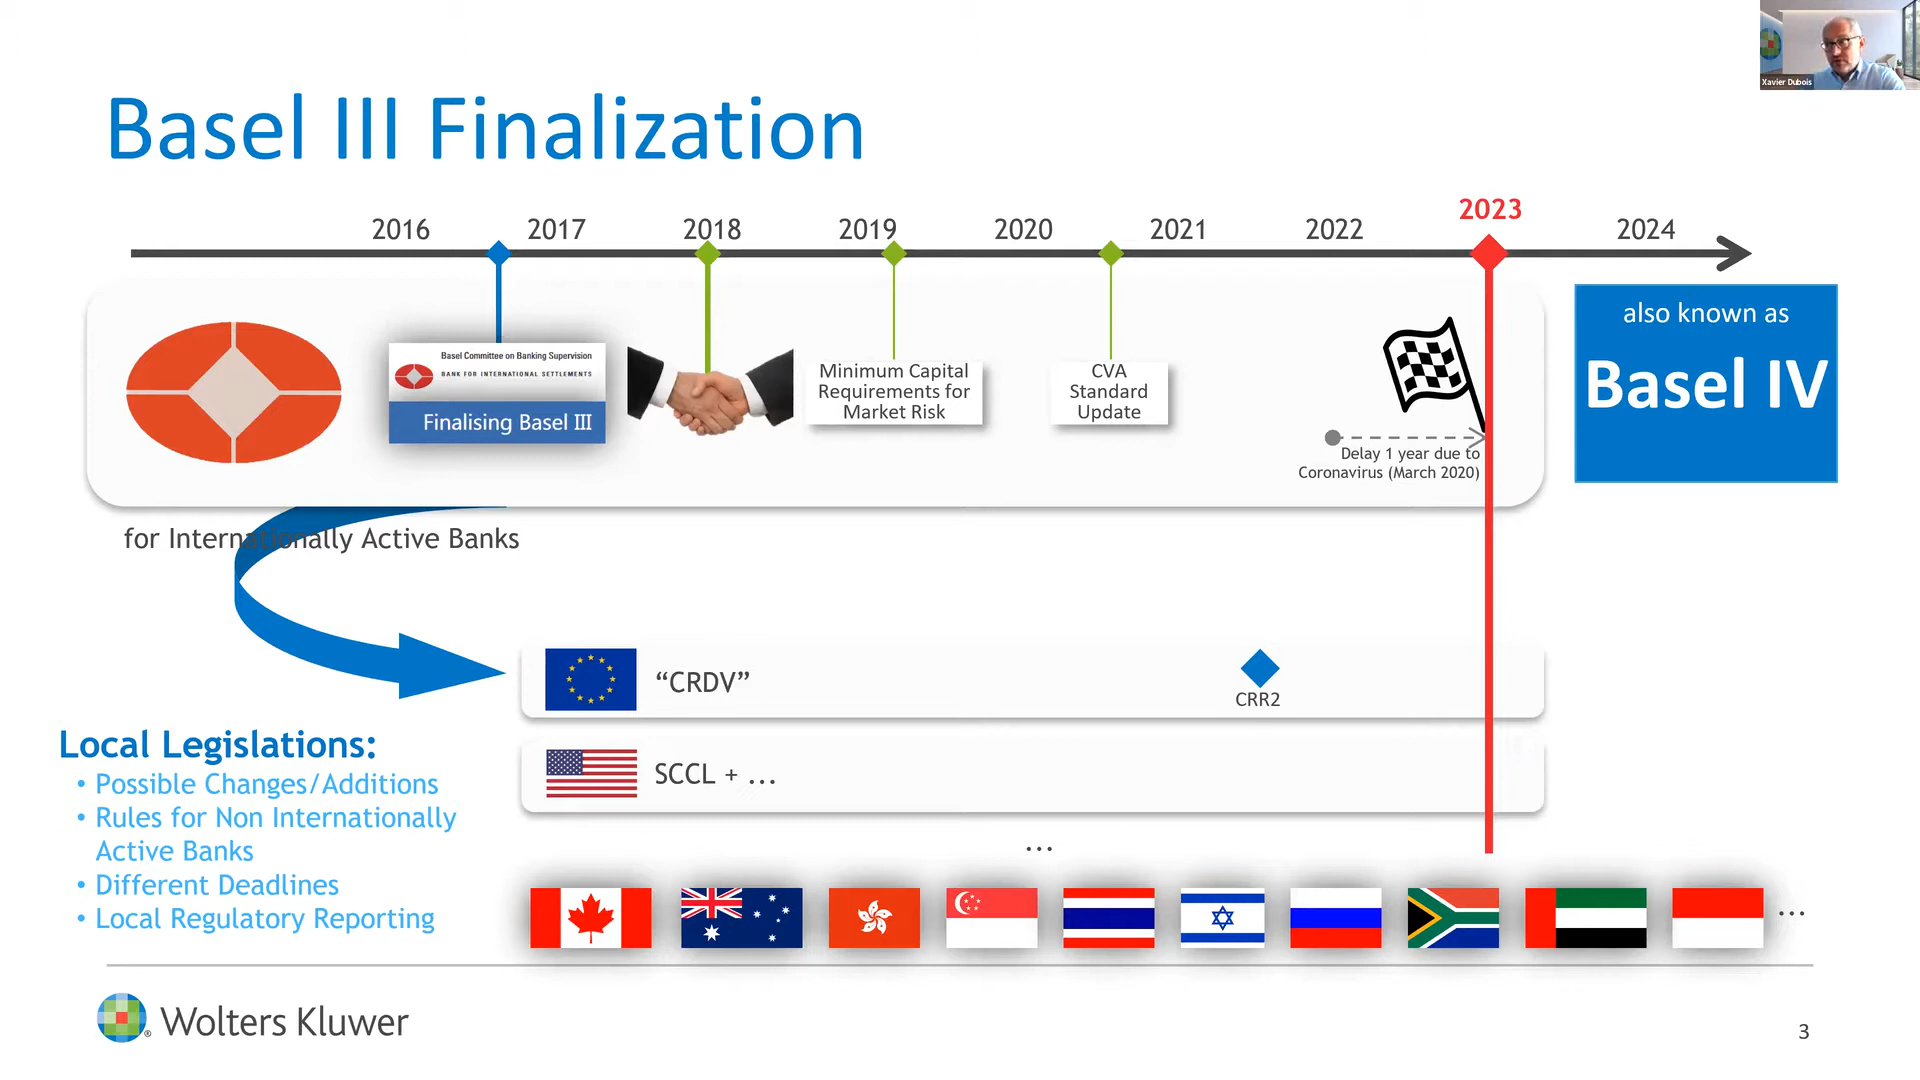 Xavier Dubois
Basel III Finalization
2016 2017 2018 2019 2020 2021 2022 2023 2024
Basel Committee on Banking Supervision
BANK FOR INTERNATIONAL SETTLEMENTS
Finalising Basel III
Minimum Capital
Requirements for
Market Risk
CVA
Standard
Update
Delay 1 year due to
Coronavirus (March 2020)
also known as
Basel IV
for Internationally Active Banks
“CRDV”
CRR2
SCCL + ...
...
Local Legislations:
• Possible Changes/Additions
• Rules for Non Internationally
Active Banks
• Different Deadlines
• Local Regulatory Reporting
...
Wolters Kluwer
3